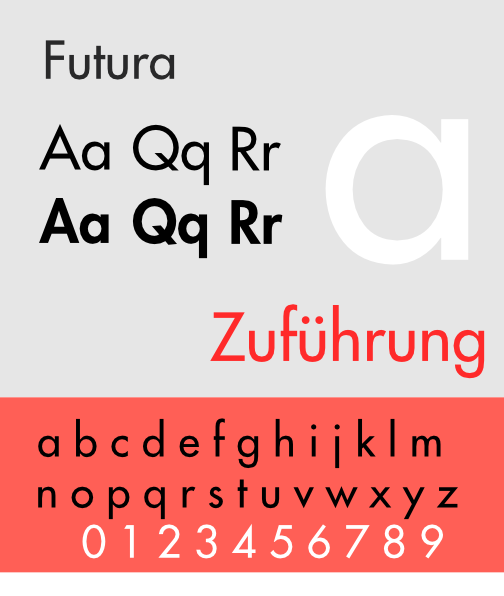 Futura
Aa Qq Rr
a
Aa Qq Rr
Zuführung
a b c d e f g h i j k l m
n o p q r s t u v w x y z
0 1 2 3 4 5 6 7 8 9